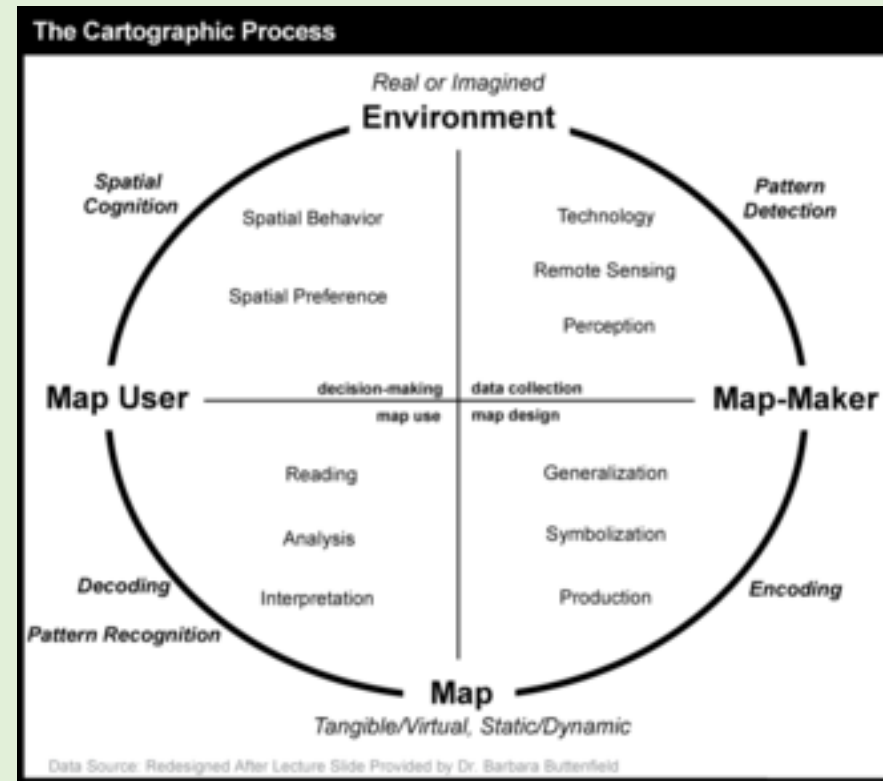 The Cartographic Process
Real or Imagined
Environment
Spatial
Cognition
Pattern
Detection
Spatial Behavior
Technology
Spatial Preference
Remote Sensing
Perception
Map User
decision-making
data collection
Map-Maker
map use
map design
Reading
Generalization
Analysis
Symbolization
Decoding
Interpretation
Production
Encoding
Pattern Recognition
Map
Tangible/Virtual, Static/Dynamic
Data Source: Redesigned After Lecture Slide Provided by Dr. Barbara Buttenfield